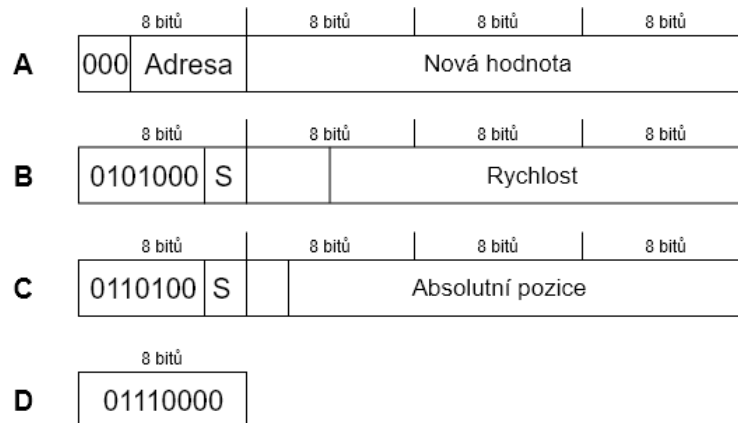 8 bitů 8 bitů 8 bitů 8 bitů
A 000 Adresa Nová hodnota
8 bitů 8 bitů 8 bitů 8 bitů
B 0101000 S Rychlost
8 bitů 8 bitů 8 bitů 8 bitů
C 0110100 S Absolutní pozice
8 bitů
D 01110000